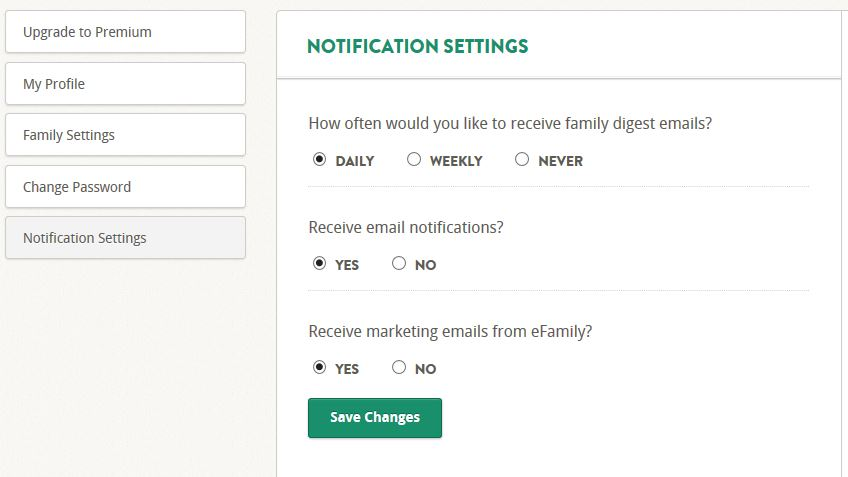 Upgrade to Premium
My Profile
Family Settings
Change Password
Notification Settings
NOTIFICATION SETTINGS
How often would you like to receive family digest emails?
DAILY WEEKLY NEVER
Receive email notifications?
YES NO
Receive marketing emails from eFamily?
YES NO
Save Changes